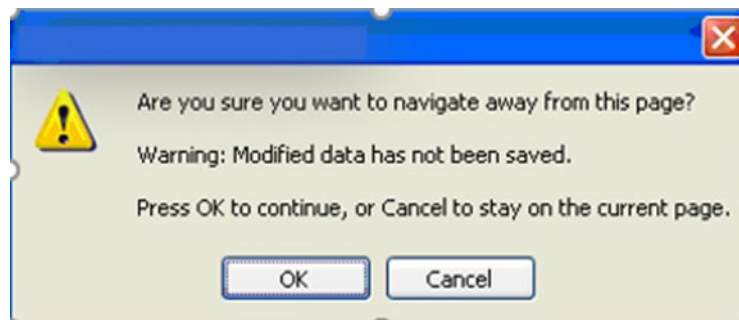 Are you sure you want to navigate away from this page?
Warning: Modified data has not been saved.
Press OK to continue, or Cancel to stay on the current page.
OK
Cancel